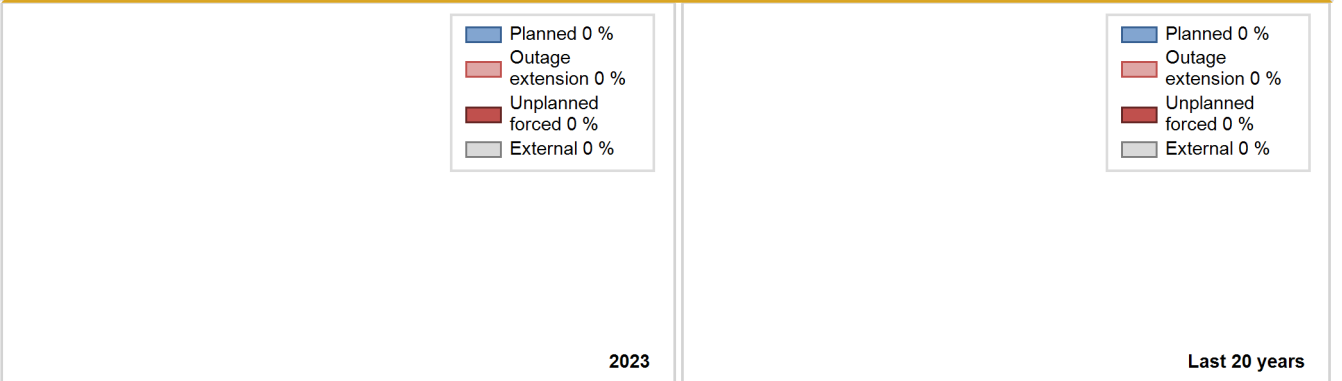 Planned 0 %
Outage
extension 0 %
Unplanned
forced 0 %
External 0 %
2023
Planned 0 %
Outage
extension 0 %
Unplanned
forced 0 %
External 0 %
Last 20 years